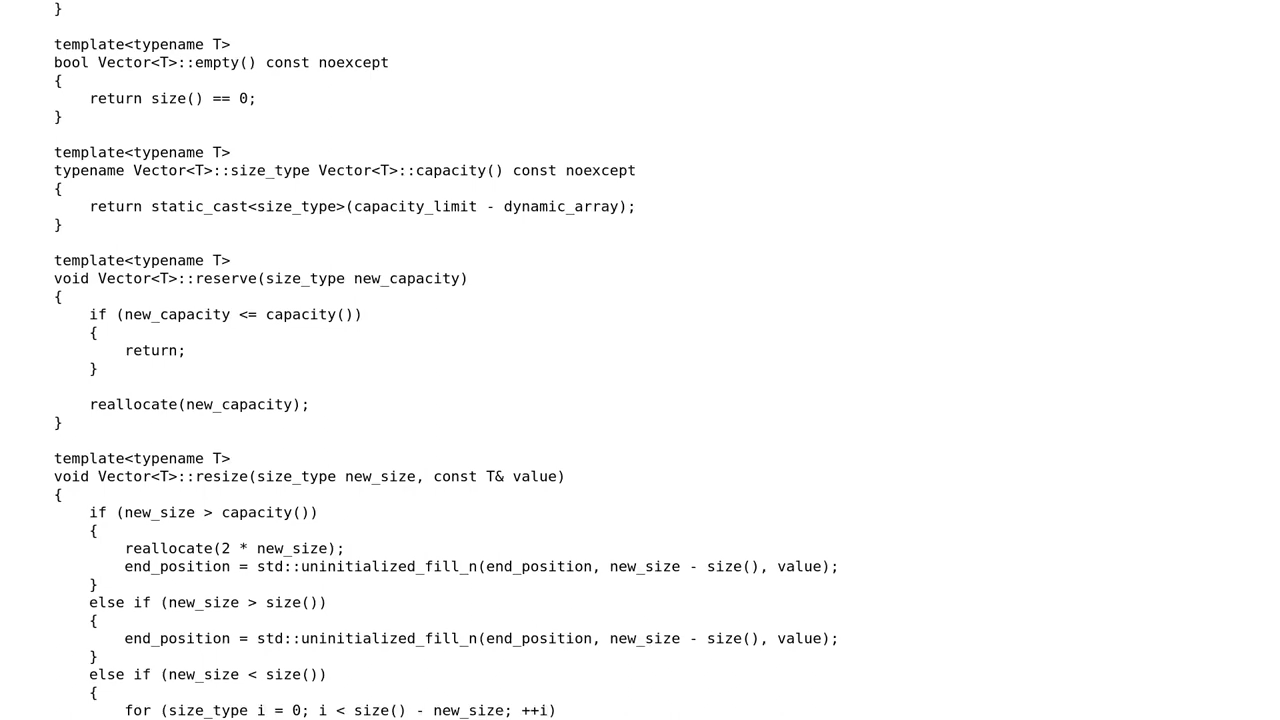 }

template<typename T>
bool Vector<T>::empty() const noexcept
{
    return size() == 0;
}

template<typename T>
typename Vector<T>::size_type Vector<T>::capacity() const noexcept
{
    return static_cast<size_type>(capacity_limit - dynamic_array);
}

template<typename T>
void Vector<T>::reserve(size_type new_capacity)
{
    if (new_capacity <= capacity())
    {
        return;
    }

    reallocate(new_capacity);
}

template<typename T>
void Vector<T>::resize(size_type new_size, const T& value)
{
    if (new_size > capacity())
    {
        reallocate(2 * new_size);
        end_position = std::uninitialized_fill_n(end_position, new_size - size(), value);
    }
    else if (new_size > size())
    {
        end_position = std::uninitialized_fill_n(end_position, new_size - size(), value);
    }
    else if (new_size < size())
    {
        for (size_type i = 0; i < size() - new_size; ++i)